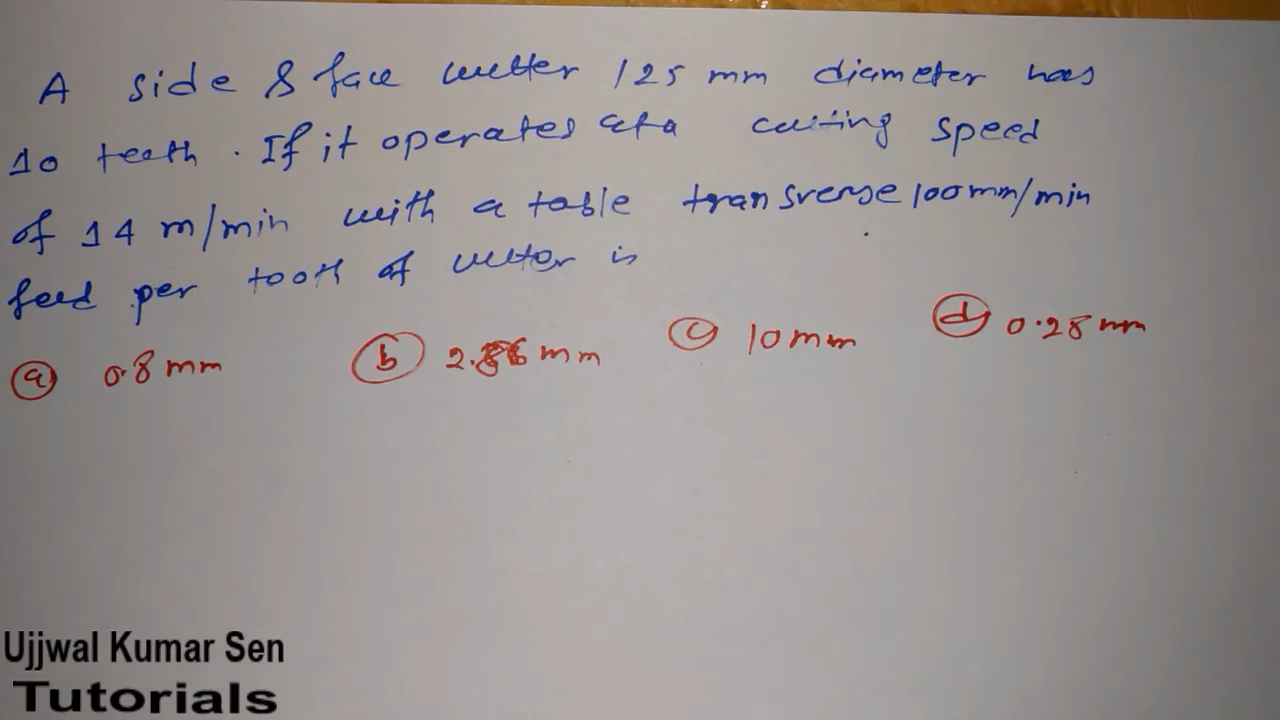 A side & face cutter 125 mm diameter has
10 teeth. If it operates at a cutting speed
of 14 m/min with a table transverse 100mm/min
feed per tooth of cutter is
(a) 0.8 mm (b) 2.86 mm (c) 10 mm (d) 0.28 mm
Ujjwal Kumar Sen
Tutorials